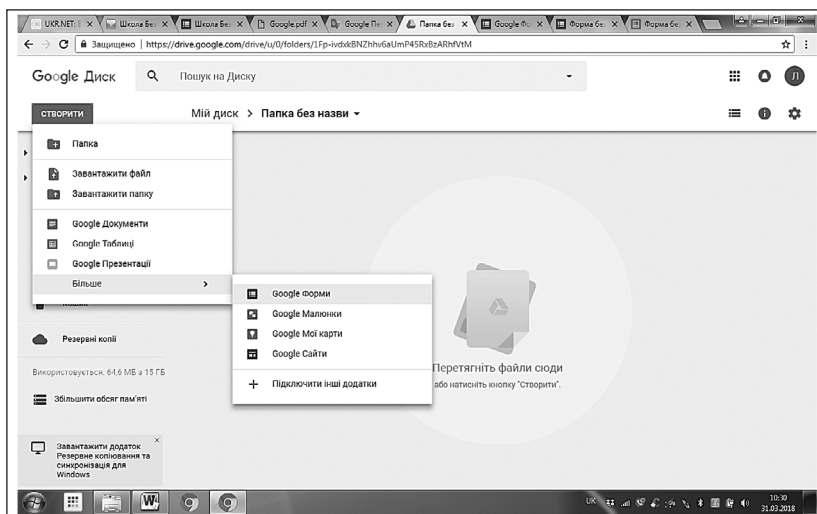 UKR.NET: Е
Школа Без
Школа Без
Google.pdf
Google Пе
Папка без
Google Фо
Форма без
Форма без
Защищено | https://drive.google.com/drive/u/0/folders/1Fp-ivdxkBNZhhv6aUmP45RxBzARhfVtM
Google Диск
Пошук на Диску
Л
СТВОРИТИ
Мій диск > Папка без назви
Папка
Завантажити файл
Завантажити папку
Google Документи
Google Таблиці
Google Презентації
Більше
Google Форми
Google Малюнки
Google Мої карти
Google Сайти
Підключити інші додатки
Кошик
Резервні копії
Використовується: 64,6 МБ з 15 ГБ
Збільшити обсяг пам'яті
Завантажити додаток
Резервне копіювання та
синхронізація для
Windows
Перетягніть файли сюди
або натисніть кнопку "Створити".
UK
10:30
31.03.2018